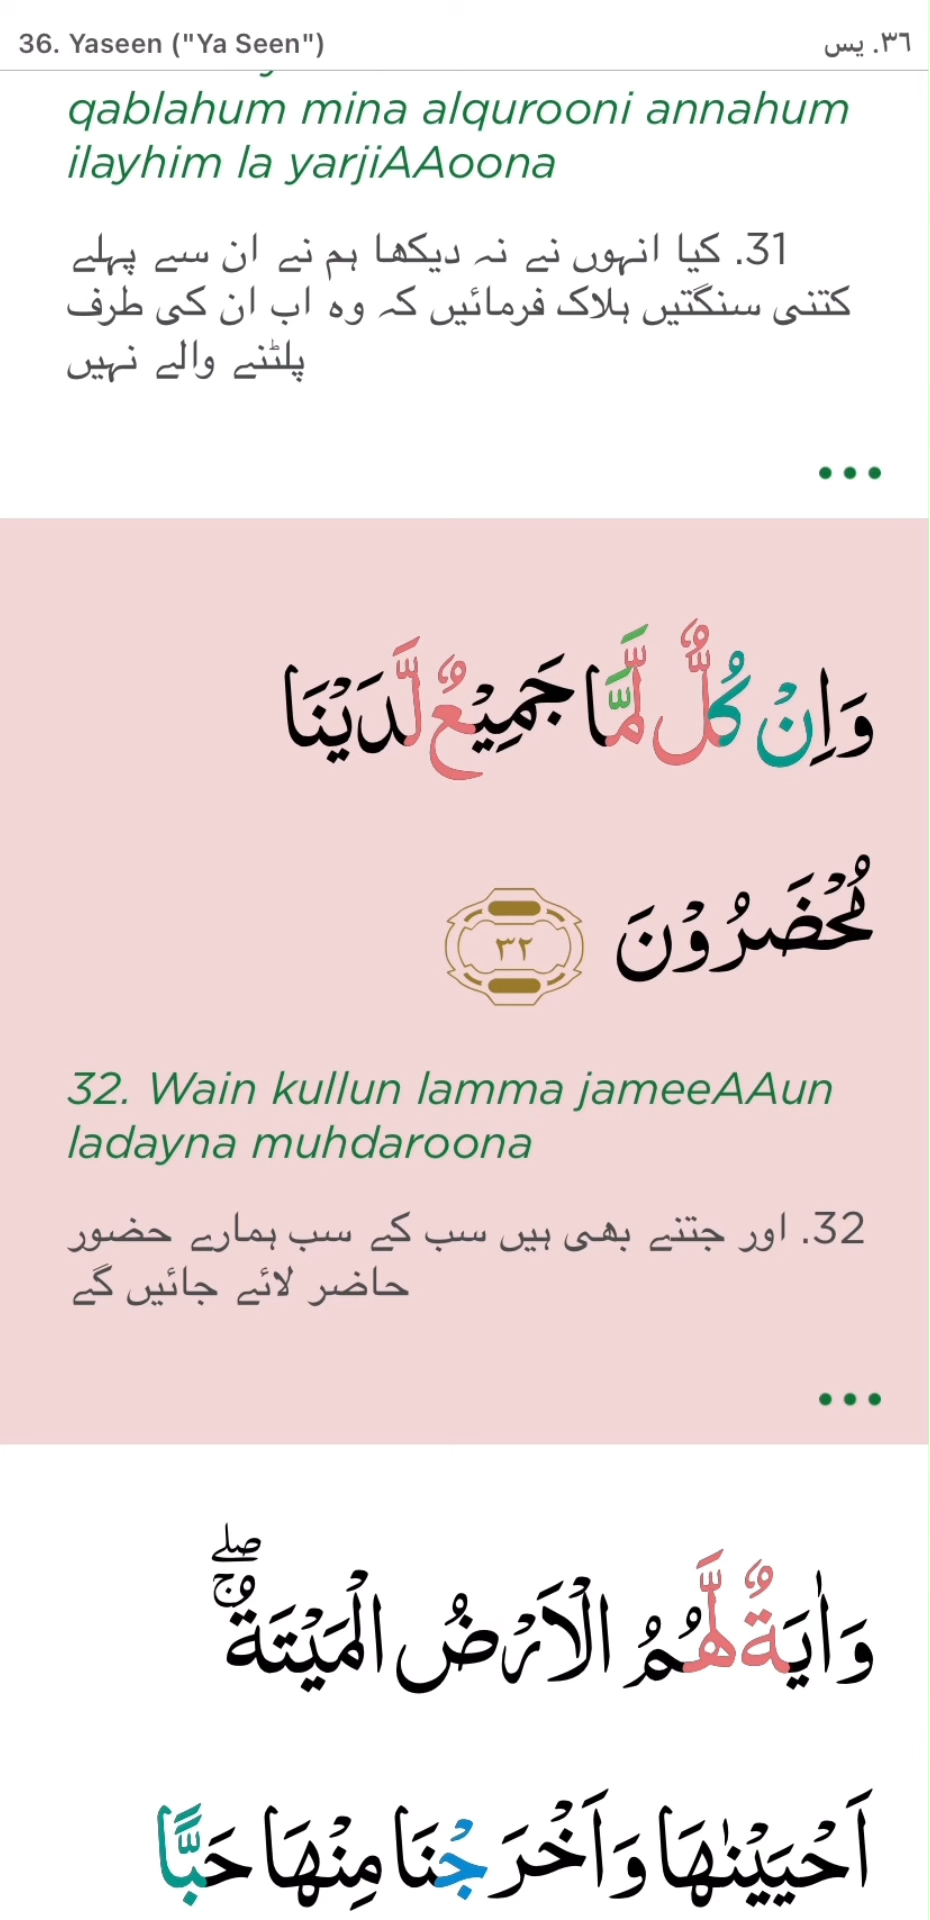 36. Yaseen ("Ya Seen") ٣٦. يس
qablahum mina alqurooni annahum
ilayhim la yarjiAAoona
31. کیا انہوں نے نہ دیکھا ہم نے ان سے پہلے
کتنی سنگتیں ہلاک فرمائیں کہ وہ اب ان کی طرف
پلٹنے والے نہیں
وَاِنْ كُلٌّ لَّمَّا جَمِيْعٌ لَّدَيْنَا
مُحْضَرُوْنَ ٣٢
32. Wain kullun lamma jameeAAun
ladayna muhdaroona
32. اور جتنے بھی ہیں سب کے سب ہمارے حضور
حاضر لائے جائیں گے
وَاٰيَةٌ لَّهُمُ الْاَرْضُ الْمَيْتَةُ ۖۚ
اَحْيَيْنٰهَا وَاَخْرَجْنَا مِنْهَا حَبًّا